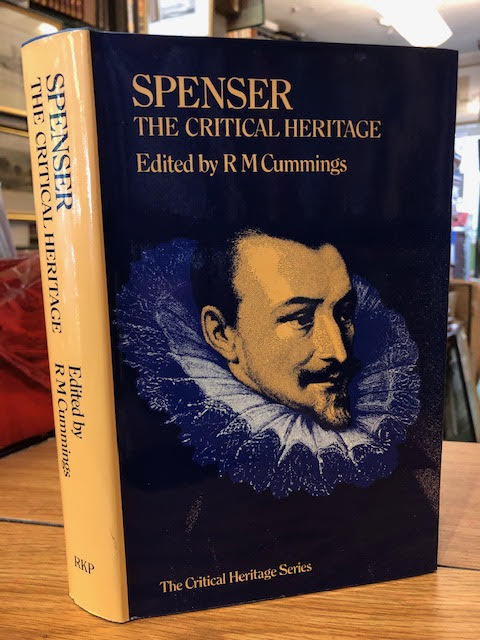 SPENSER
THE CRITICAL HERITAGE
Edited by R M Cummings
The Critical Heritage Series
SPENSER
THE CRITICAL HERITAGE
Edited by
R M Cummings
RKP